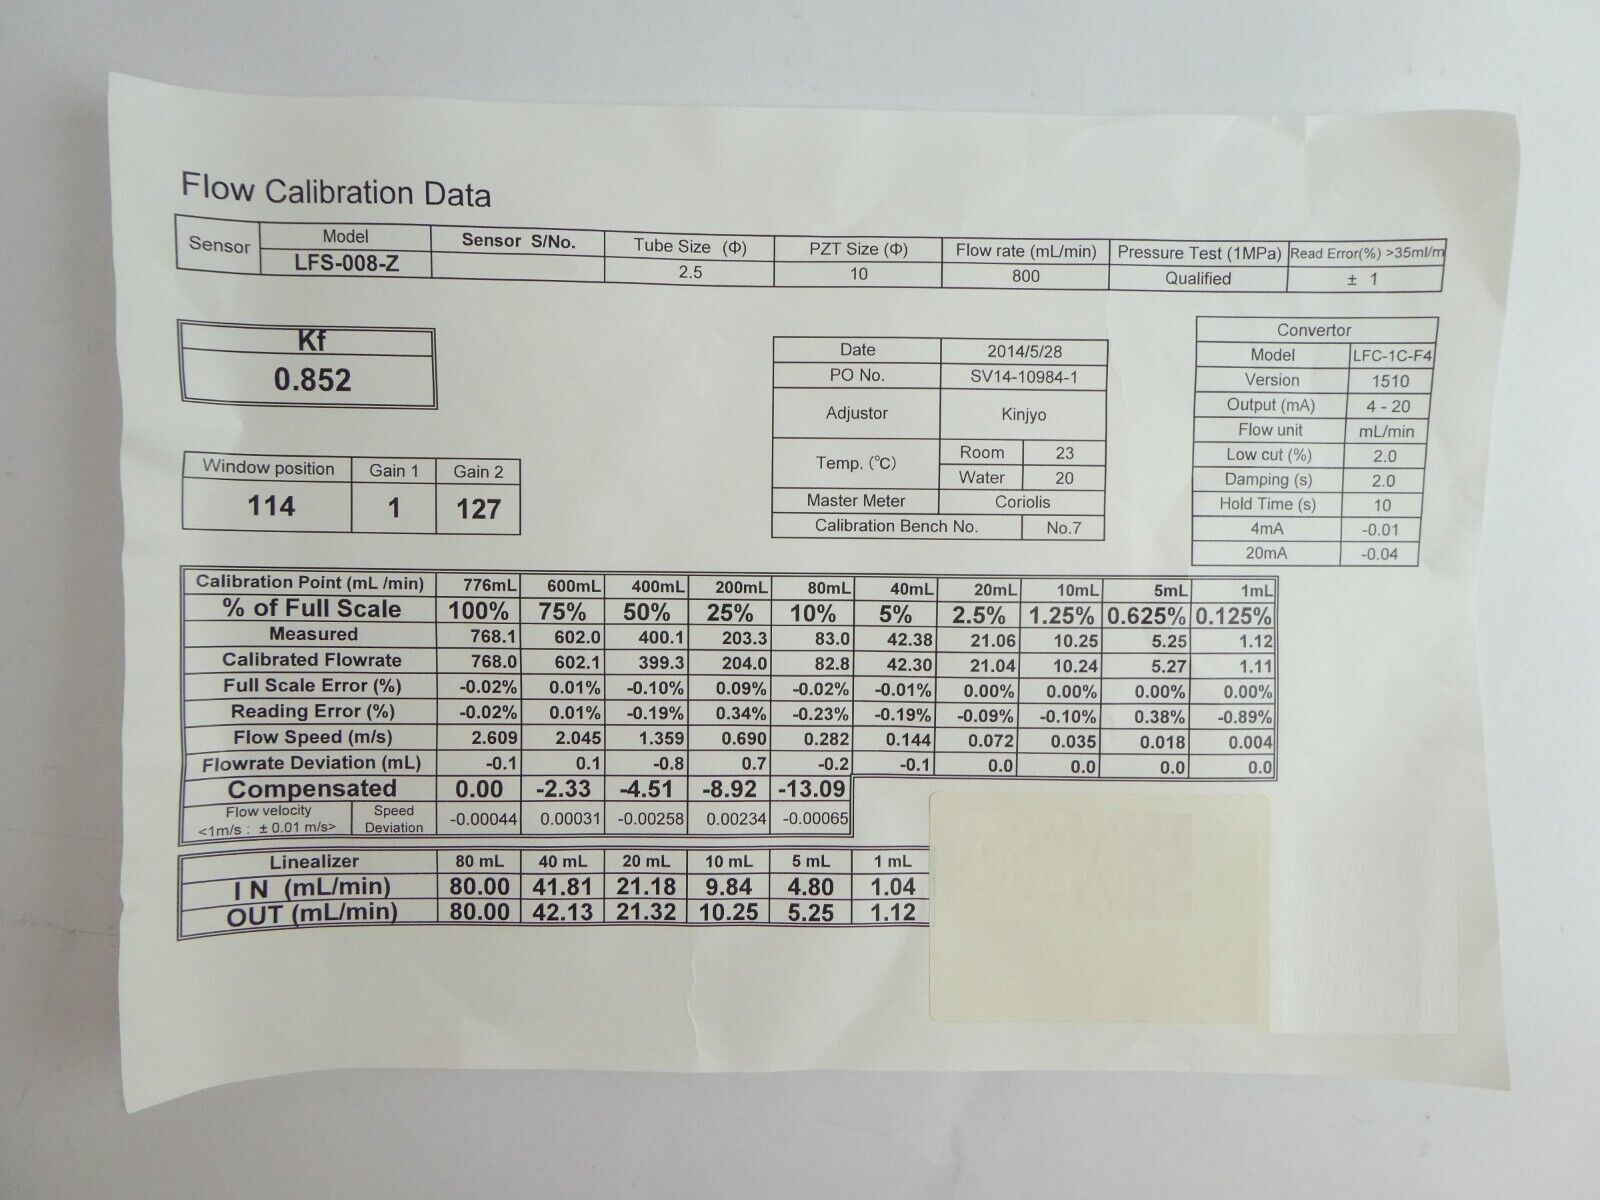 Flow Calibration Data
Sensor Model Sensor S/No. Tube Size (Φ) PZT Size (Φ) Flow rate (mL/min) Pressure Test (1MPa) Read Error(%) >35ml/m
LFS-008-Z 2.5 10 800 Qualified ± 1
Kf
0.852
Window position Gain 1 Gain 2
114 1 127
Date 2014/5/28
PO No. SV14-10984-1
Adjustor Kinjyo
Temp. (℃) Room 23
Water 20
Master Meter Coriolis
Calibration Bench No. No.7
Convertor
Model LFC-1C-F4
Version 1510
Output (mA) 4 - 20
Flow unit mL/min
Low cut (%) 2.0
Damping (s) 2.0
Hold Time (s) 10
4mA -0.01
20mA -0.04
Calibration Point (mL /min) 776mL 600mL 400mL 200mL 80mL 40mL 20mL 10mL 5mL 1mL
% of Full Scale 100% 75% 50% 25% 10% 5% 2.5% 1.25% 0.625% 0.125%
Measured 768.1 602.0 400.1 203.3 83.0 42.38 21.06 10.25 5.25 1.12
Calibrated Flowrate 768.0 602.1 399.3 204.0 82.8 42.30 21.04 10.24 5.27 1.11
Full Scale Error (%) -0.02% 0.01% -0.10% 0.09% -0.02% -0.01% 0.00% 0.00% 0.00% 0.00%
Reading Error (%) -0.02% 0.01% -0.19% 0.34% -0.23% -0.19% -0.09% -0.10% 0.38% -0.89%
Flow Speed (m/s) 2.609 2.045 1.359 0.690 0.282 0.144 0.072 0.035 0.018 0.004
Flowrate Deviation (mL) -0.1 0.1 -0.8 0.7 -0.2 -0.1 0.0 0.0 0.0 0.0
Compensated 0.00 -2.33 -4.51 -8.92 -13.09
Flow velocity <1m/s : ± 0.01 m/s> Speed Deviation -0.00044 0.00031 -0.00258 0.00234 -0.00065
Linealizer 80 mL 40 mL 20 mL 10 mL 5 mL 1 mL
I N (mL/min) 80.00 41.81 21.18 9.84 4.80 1.04
OUT (mL/min) 80.00 42.13 21.32 10.25 5.25 1.12